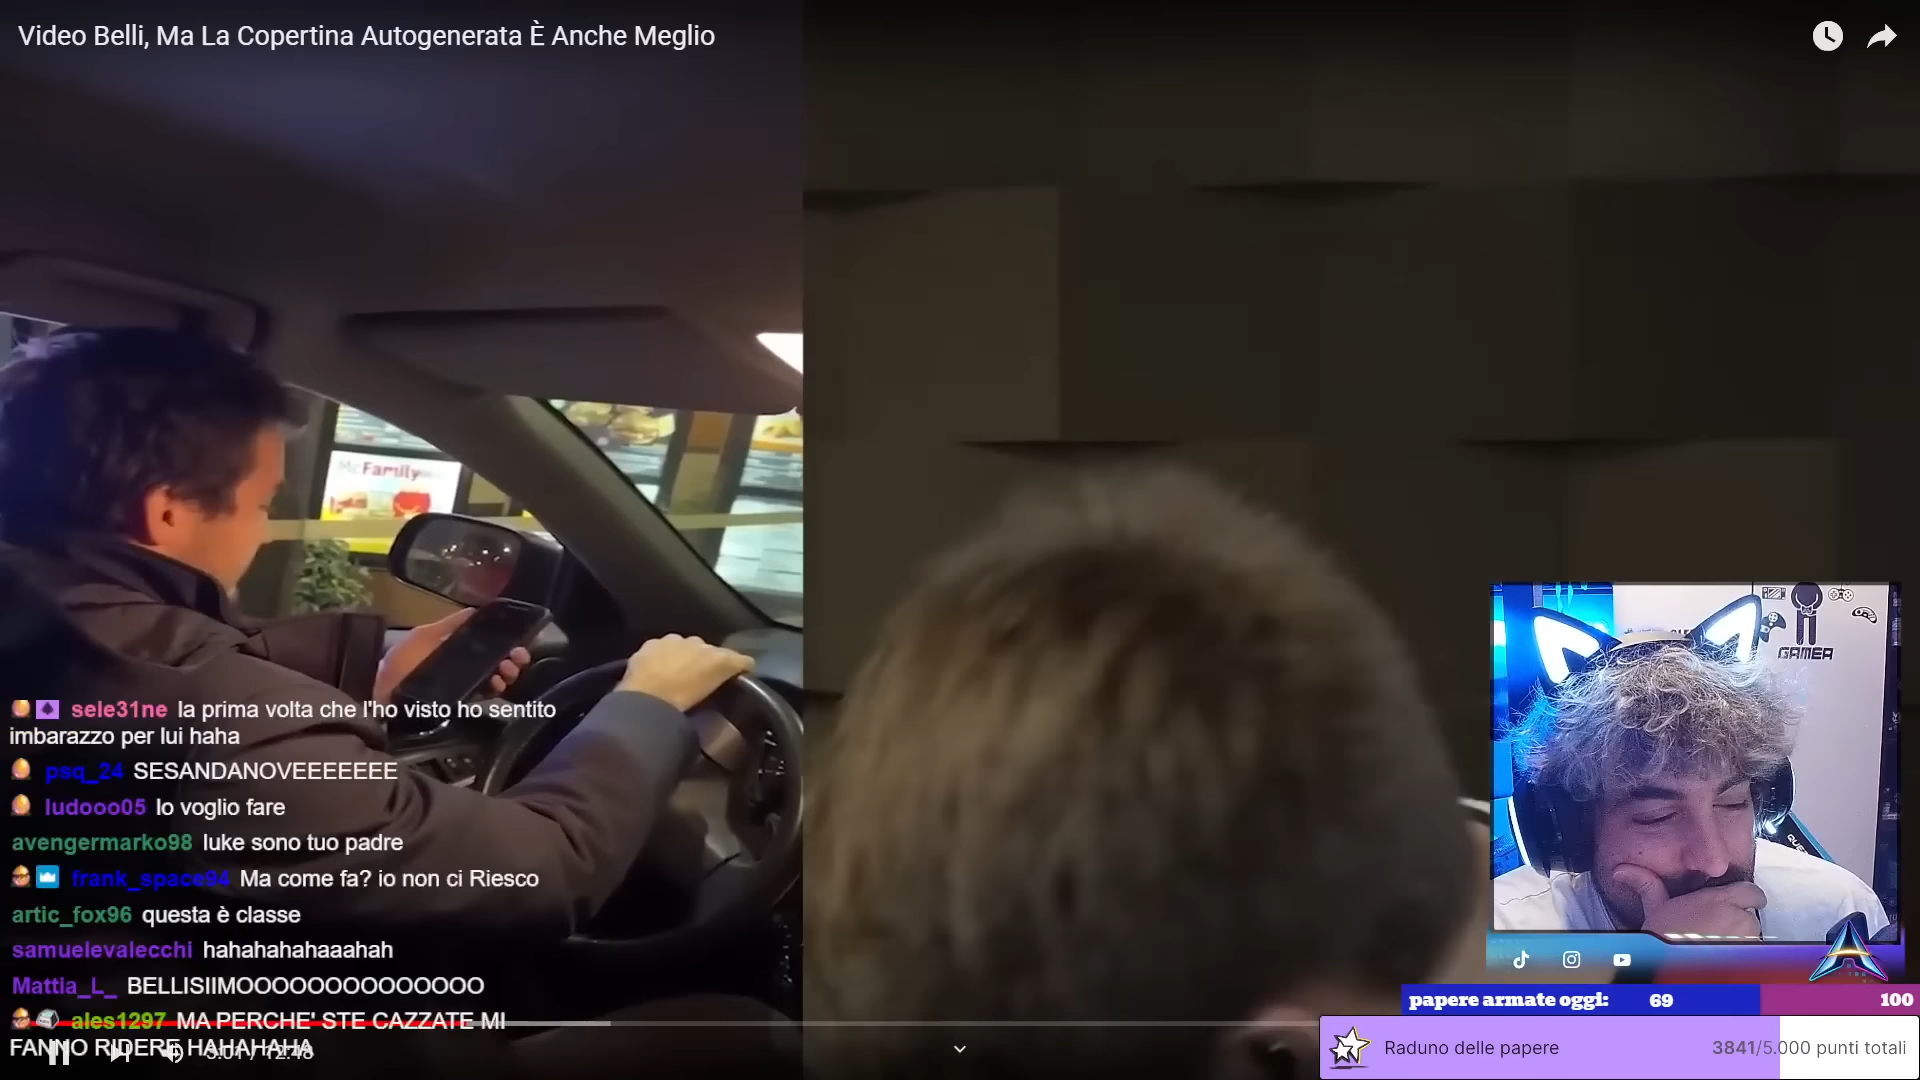 Video Belli, Ma La Copertina Autogenerata È Anche Meglio
McFamily
GAMER
sele31ne la prima volta che l'ho visto ho sentito
imbarazzo per lui haha
psq_24 SESANDANOVEEEEEEE
ludooo05 lo voglio fare
avengermarko98 luke sono tuo padre
frank_space94 Ma come fa? io non ci Riesco
artic_fox96 questa è classe
samuelevalecchi hahahahahaaahah
Mattia_L_ BELLISIIMOOOOOOOOOOOOOO
ales1297 MA PERCHE' STE CAZZATE MI
FANNO RIDERE HAHAHAHA
papere armate oggi: 69 100
Raduno delle papere 3841/5.000 punti totali